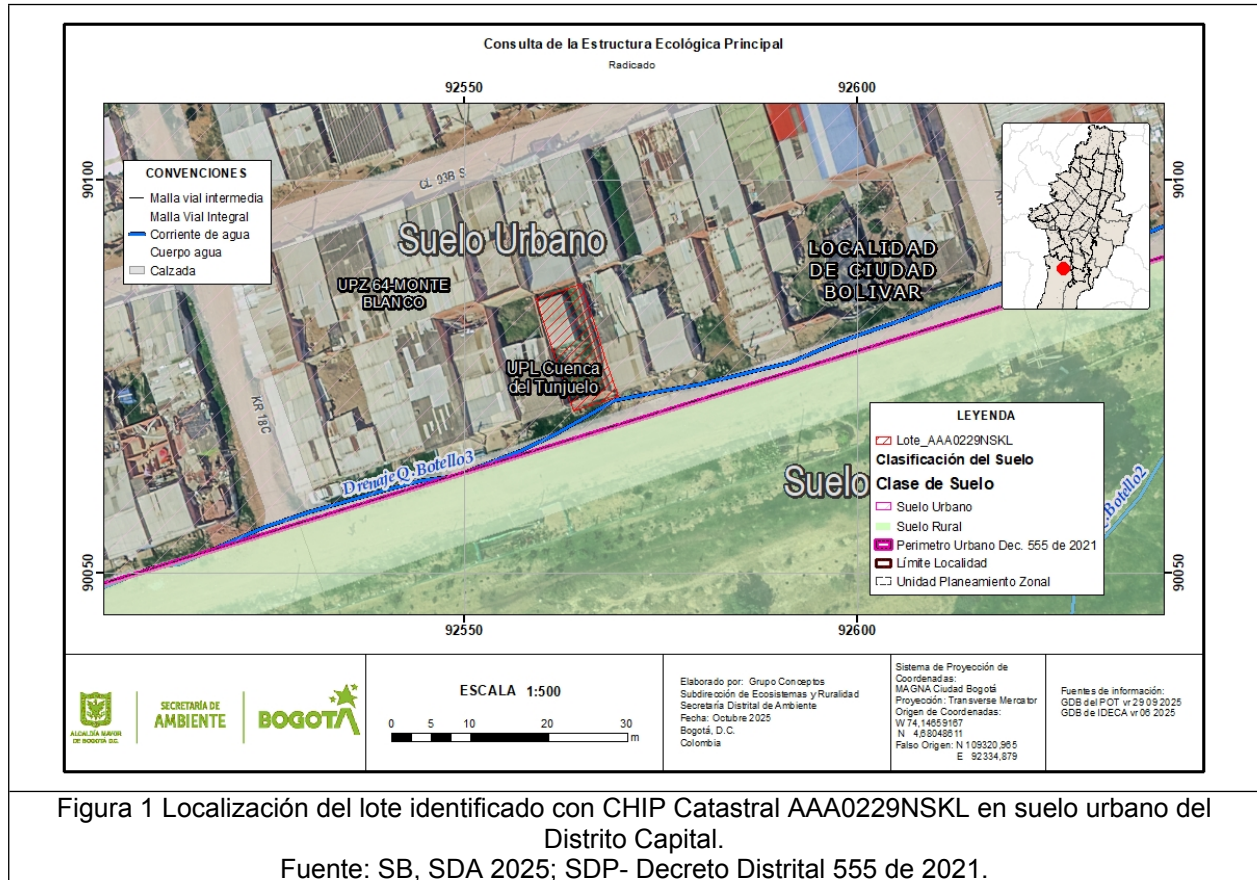 Consulta de la Estructura Ecológica Principal
Radicado
92550
92600
90100
90100
CONVENCIONES
Malla vial intermedia
Malla Vial Integral
Corriente de agua
Cuerpo agua
Calzada
CL 93B S
Suelo Urbano
UPZ 64-MONTE
BLANCO
LOCALIDAD
DE CIUDAD
BOLIVAR
UPL Cuenca
del Tunjuelo
KR 18C
Drenaje Q. Botello3
Suelo
Q. Botello2
LEYENDA
Lote_AAA0229NSKL
Clasificación del Suelo
Clase de Suelo
Suelo Urbano
Suelo Rural
Perimetro Urbano Dec. 555 de 2021
Límite Localidad
Unidad Planeamiento Zonal
90050
90050
92550
92600
ALCALDÍA MAYOR
DE BOGOTÁ D.C.
SECRETARÍA DE
AMBIENTE
BOGOTÁ
ESCALA 1:500
0 5 10 20 30
m
Elaborado por: Grupo Conceptos
Subdirección de Ecosistemas y Ruralidad
Secretaría Distrital de Ambiente
Fecha: Octubre 2025
Bogotá, D.C.
Colombia
Sistema de Proyección de
Coordenadas:
MAGNA Ciudad Bogotá
Proyección: Transverse Mercator
Origen de Coordenadas:
W 74,14659167
N 4,68048611
Falso Origen: N 109320,965
E 92334,879
Fuentes de información:
GDB del POT vr 29 09 2025
GDB de IDECA vr 06 2025
Figura 1 Localización del lote identificado con CHIP Catastral AAA0229NSKL en suelo urbano del
Distrito Capital.
Fuente: SB, SDA 2025; SDP- Decreto Distrital 555 de 2021.